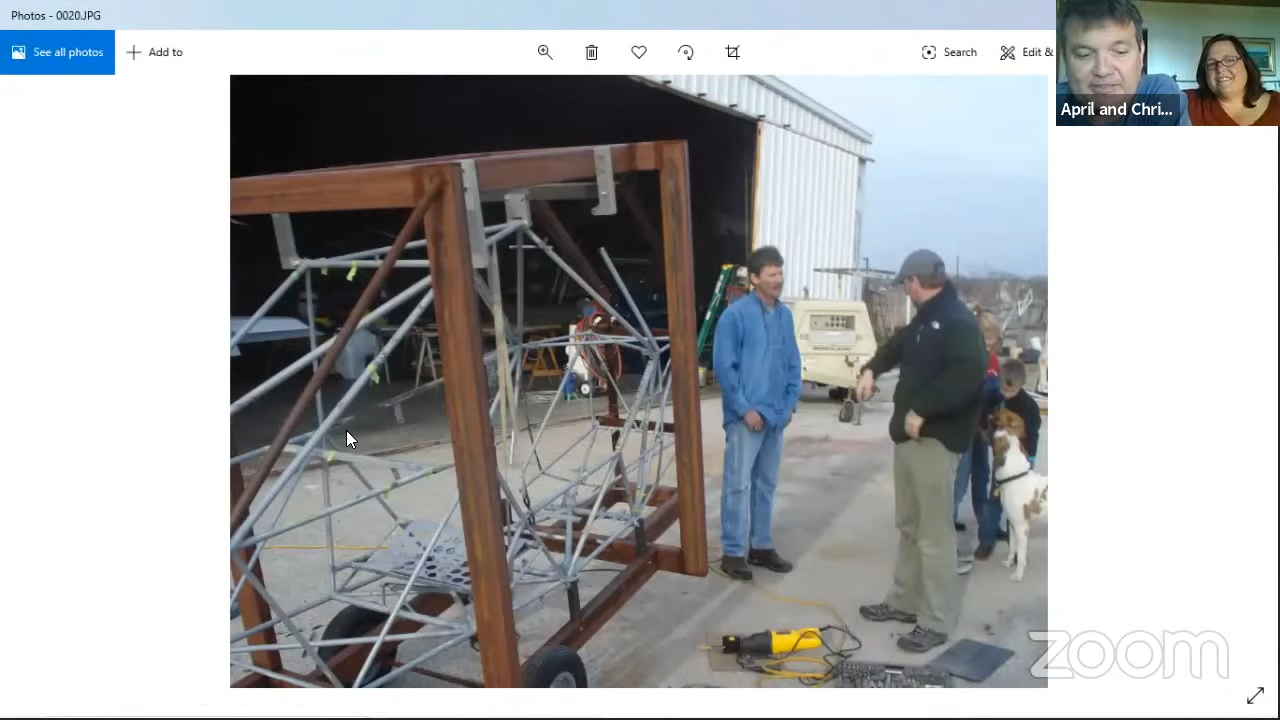 Photos - 0020.JPG
See all photos
Add to
Search
Edit &
April and Chri...
zoom